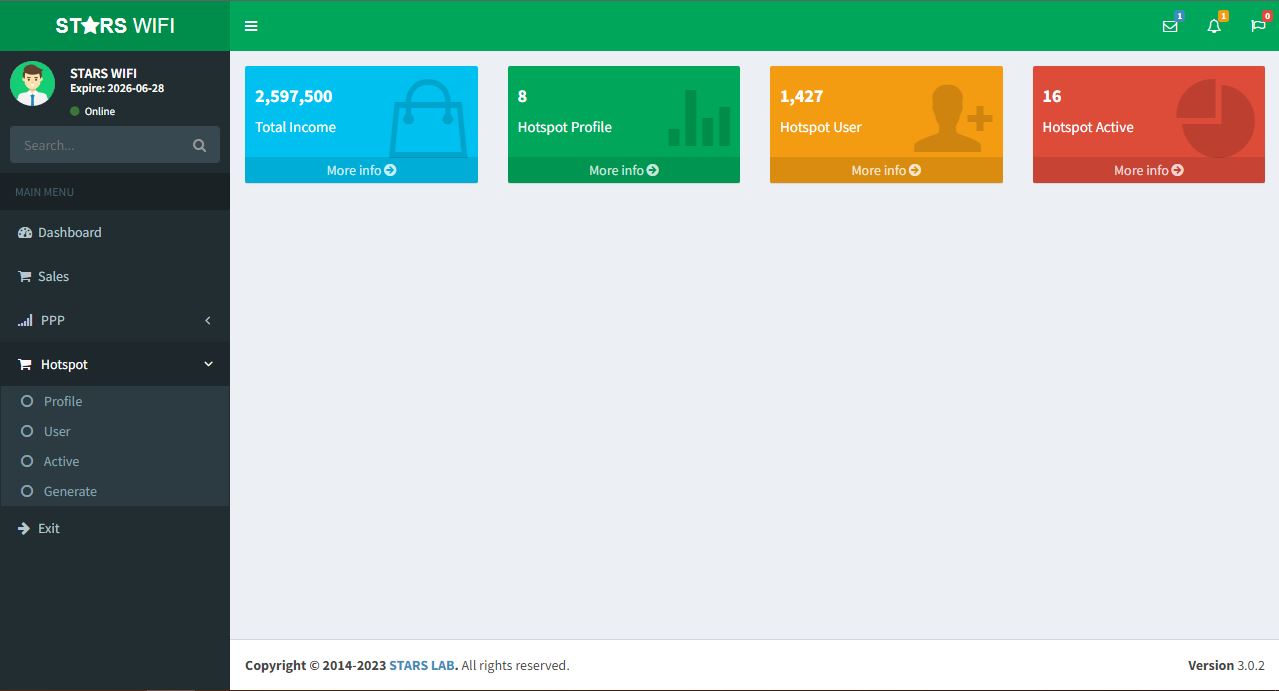 ST★RS WIFI
1
1
0
STARS WIFI
Expire: 2026-06-28
Online
Search...
MAIN MENU
Dashboard
Sales
PPP
Hotspot
Profile
User
Active
Generate
Exit
2,597,500
Total Income
More info
8
Hotspot Profile
More info
1,427
Hotspot User
More info
16
Hotspot Active
More info
Copyright © 2014-2023 STARS LAB. All rights reserved.
Version 3.0.2